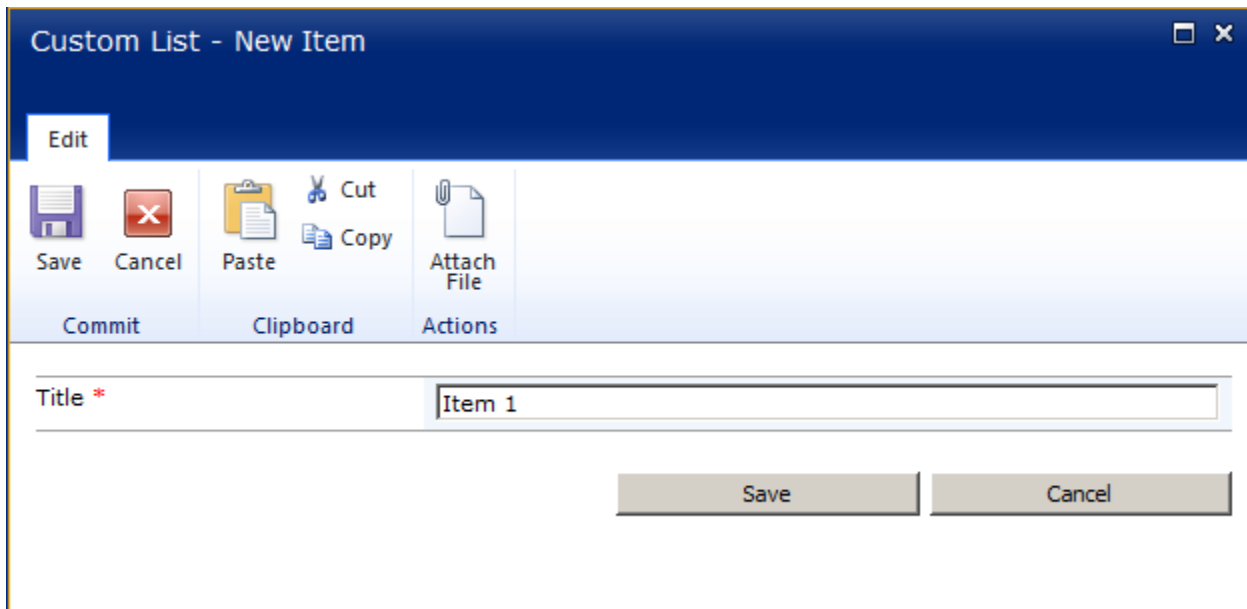 Custom List - New Item
Edit
Save
Cancel
Paste
Cut
Copy
Attach
File
Commit
Clipboard
Actions
Title *
Item 1
Save
Cancel